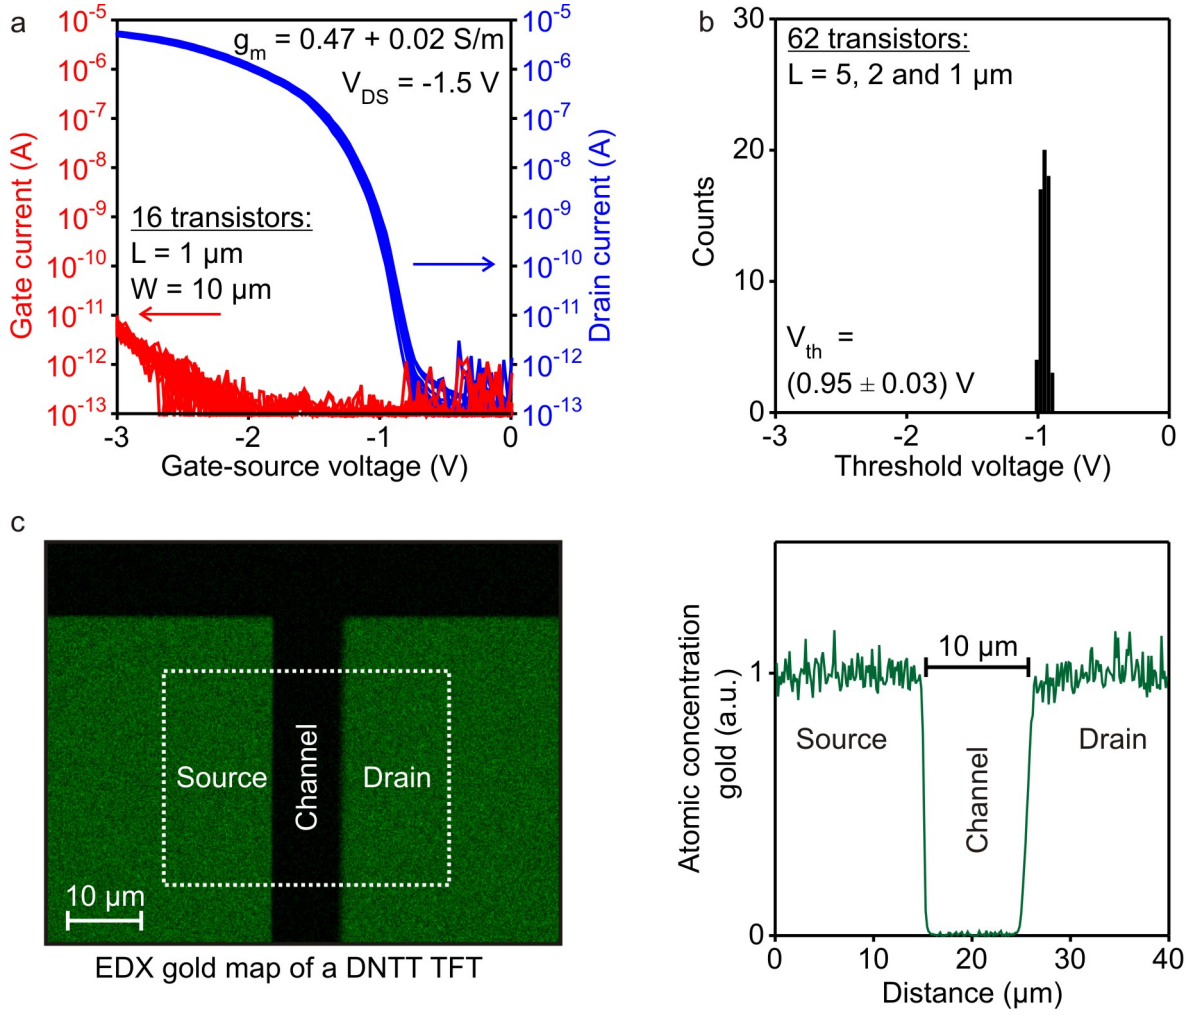 a
10⁻⁵
10⁻⁶
10⁻⁷
10⁻⁸
10⁻⁹
10⁻¹⁰
10⁻¹¹
10⁻¹²
10⁻¹³
Gate current (A)
gₘ = 0.47 + 0.02 S/m
V_DS = -1.5 V
16 transistors:
L = 1 µm
W = 10 µm
10⁻⁵
10⁻⁶
10⁻⁷
10⁻⁸
10⁻⁹
10⁻¹⁰
10⁻¹¹
10⁻¹²
10⁻¹³
Drain current (A)
-3 -2 -1 0
Gate-source voltage (V)
b
30
20
10
0
Counts
62 transistors:
L = 5, 2 and 1 µm
V_th =
(0.95 ± 0.03) V
-3 -2 -1 0
Threshold voltage (V)
c
Source
Channel
Drain
10 µm
EDX gold map of a DNTT TFT
Atomic concentration
gold (a.u.)
1
0
10 µm
Source
Channel
Drain
0 10 20 30 40
Distance (µm)